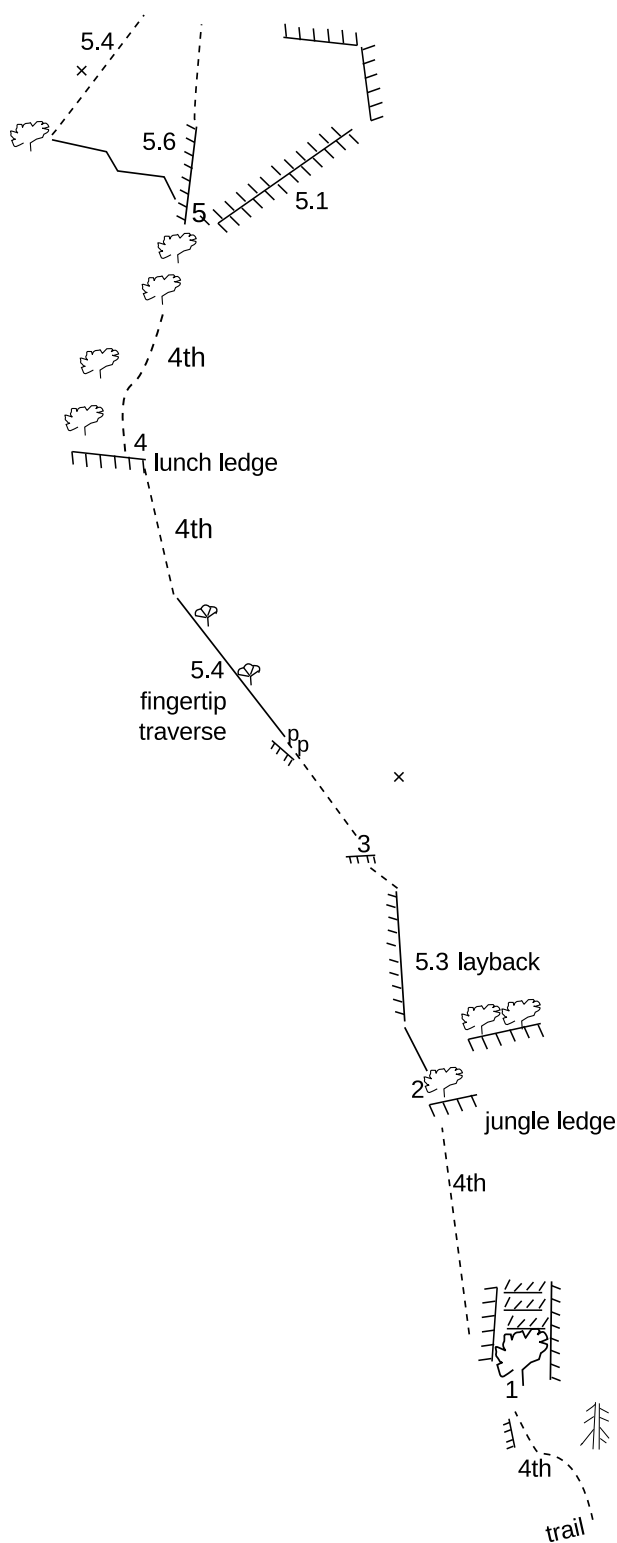 5.4
5.6
5
5.1
4th
4
lunch ledge
4th
5.4
fingertip
traverse
p
p
3
5.3 layback
2
jungle ledge
4th
1
4th
trail